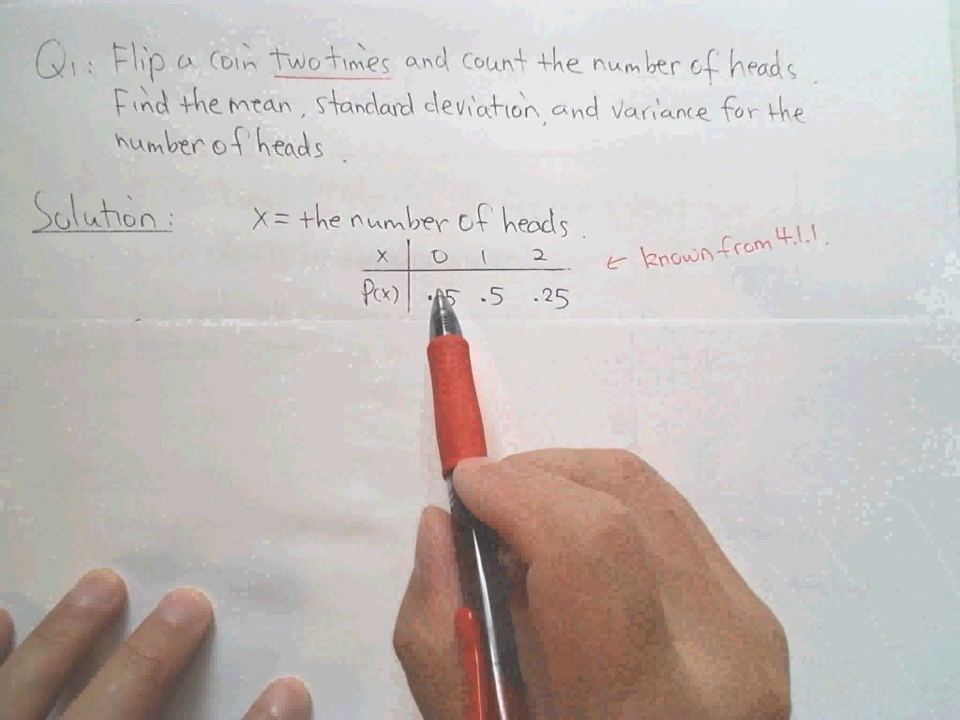 Q1: Flip a coin two times and count the number of heads.
Find the mean, standard deviation, and variance for the
number of heads.
Solution: X = the number of heads.
X 0 1 2 ← known from 4.1.1.
P(X) .5 .25